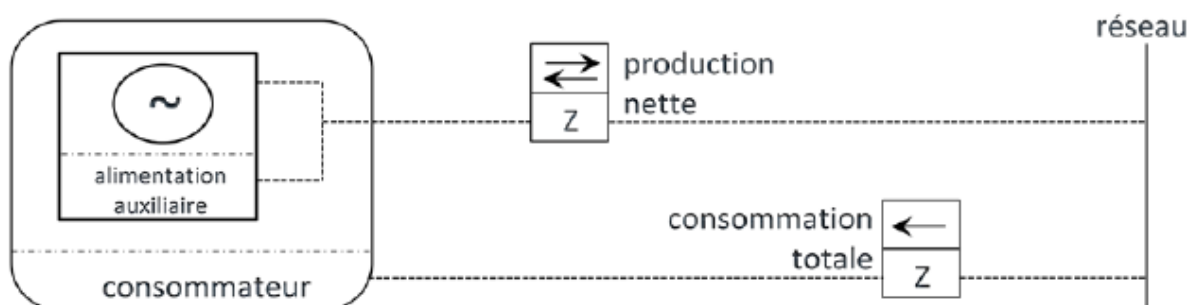 réseau
production
nette
Z
~
alimentation
auxiliaire
consommation
totale
Z
consommateur